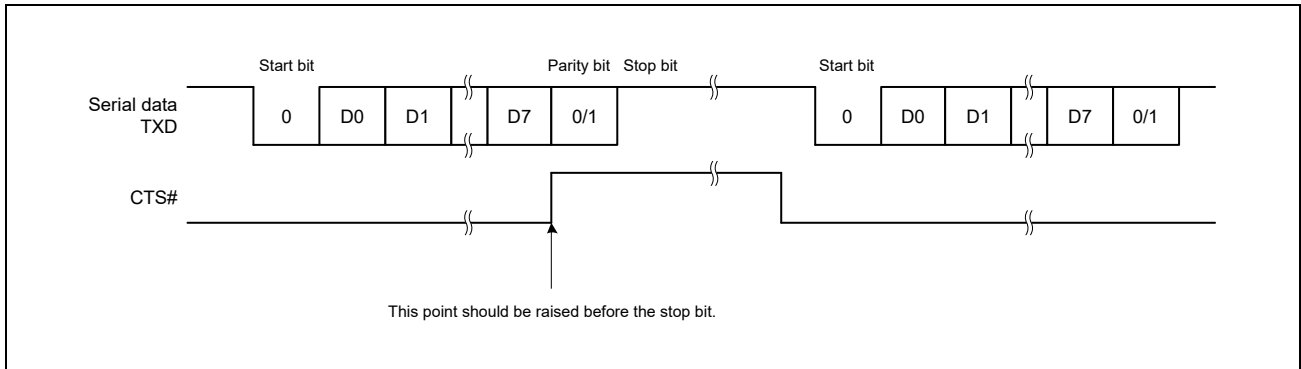 Start bit Parity bit Stop bit Start bit
Serial data
TXD
0 D0 D1 D7 0/1 0 D0 D1 D7 0/1
CTS#
This point should be raised before the stop bit.